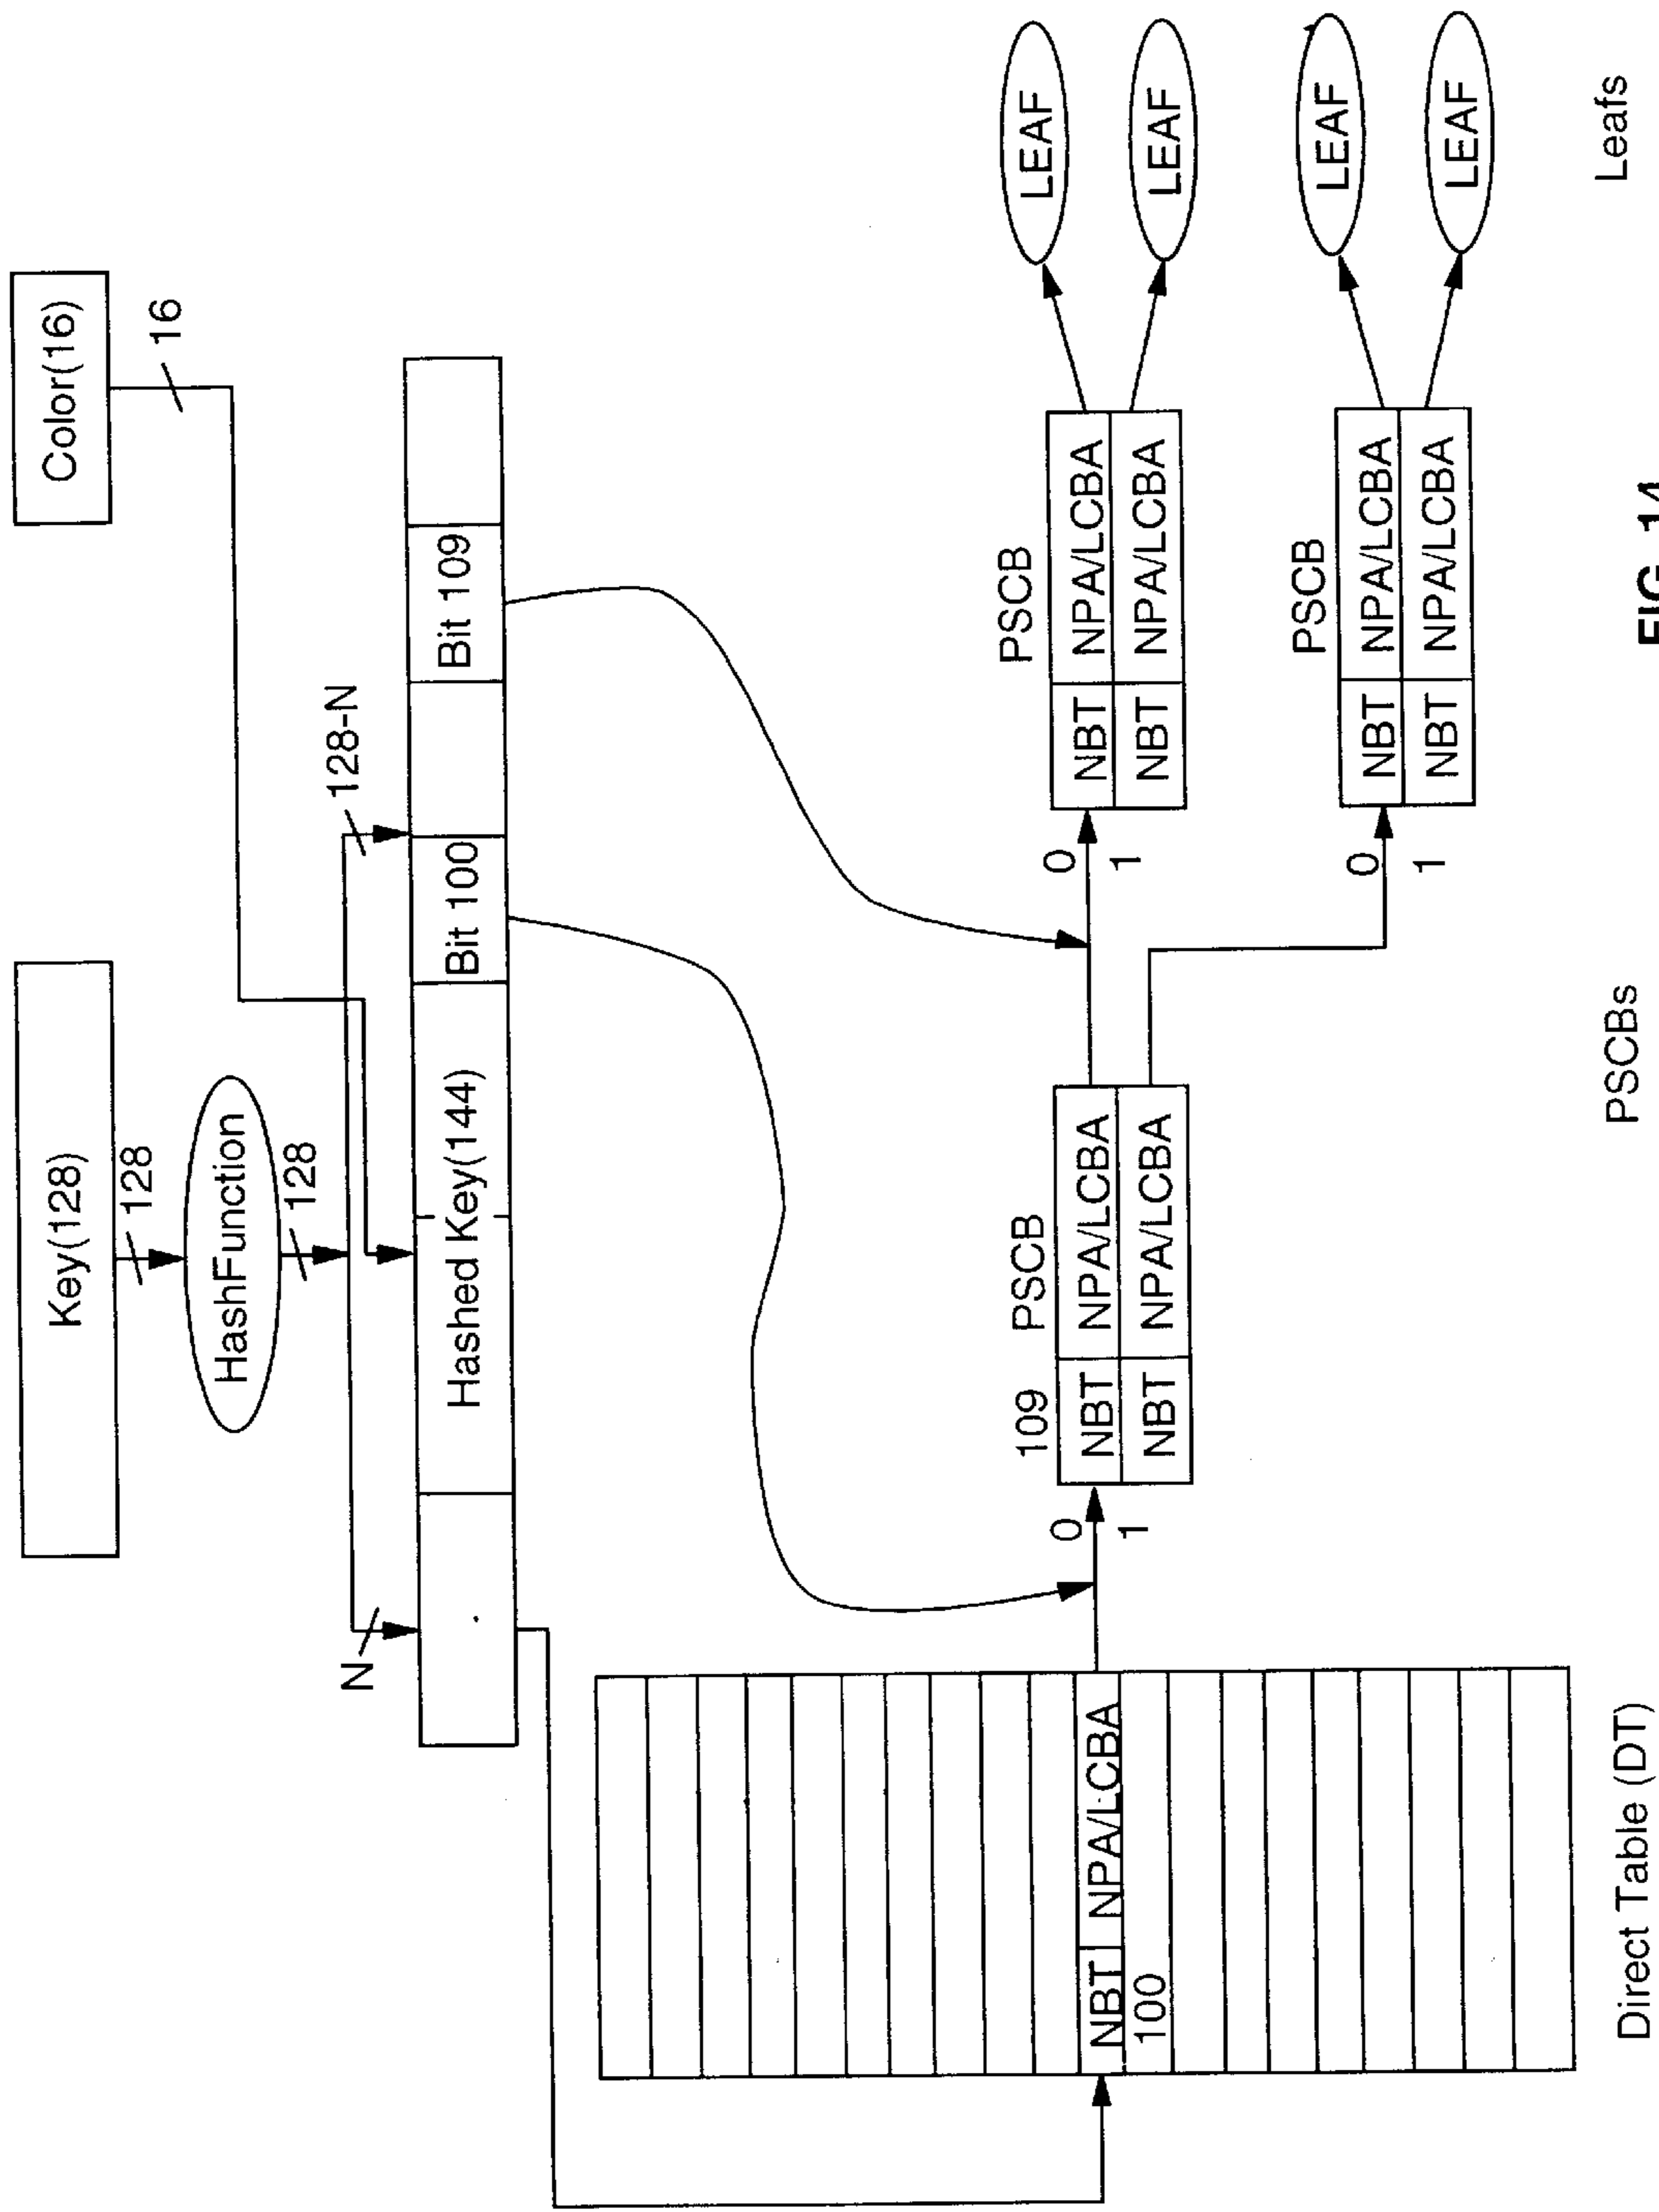 Key(128)
Color(16)
128
16
HashFunction
128
N
128-N
Hashed Key(144)
Bit 100
Bit 109
NBT NPA/LCBA
100
0
1
109 PSCB
NBT NPA/LCBA
NBT NPA/LCBA
0
1
PSCB
NBT NPA/LCBA
NBT NPA/LCBA
LEAF
LEAF
0
1
PSCB
NBT NPA/LCBA
NBT NPA/LCBA
LEAF
LEAF
Direct Table (DT)
PSCBs
Leafs
FIG. 14